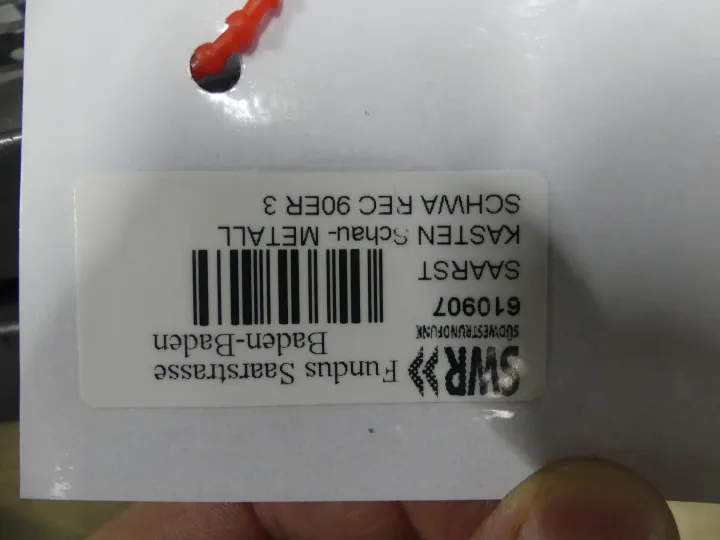 SWR» Fundus Saarstrasse
SÜDWESTRUNDFUNK Baden-Baden
610907
SAARST
KASTEN Schau- METALL
SCHWA REC 90ER 3